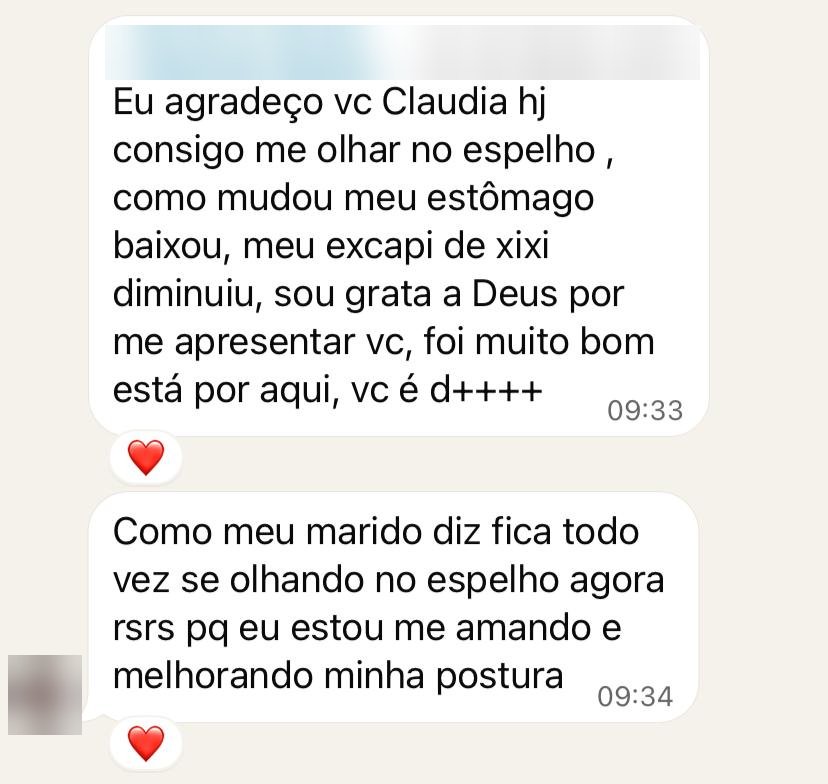 Eu agradeço vc Claudia hj
consigo me olhar no espelho ,
como mudou meu estômago
baixou, meu excapi de xixi
diminuiu, sou grata a Deus por
me apresentar vc, foi muito bom
está por aqui, vc é d++++
09:33
Como meu marido diz fica todo
vez se olhando no espelho agora
rsrs pq eu estou me amando e
melhorando minha postura
09:34